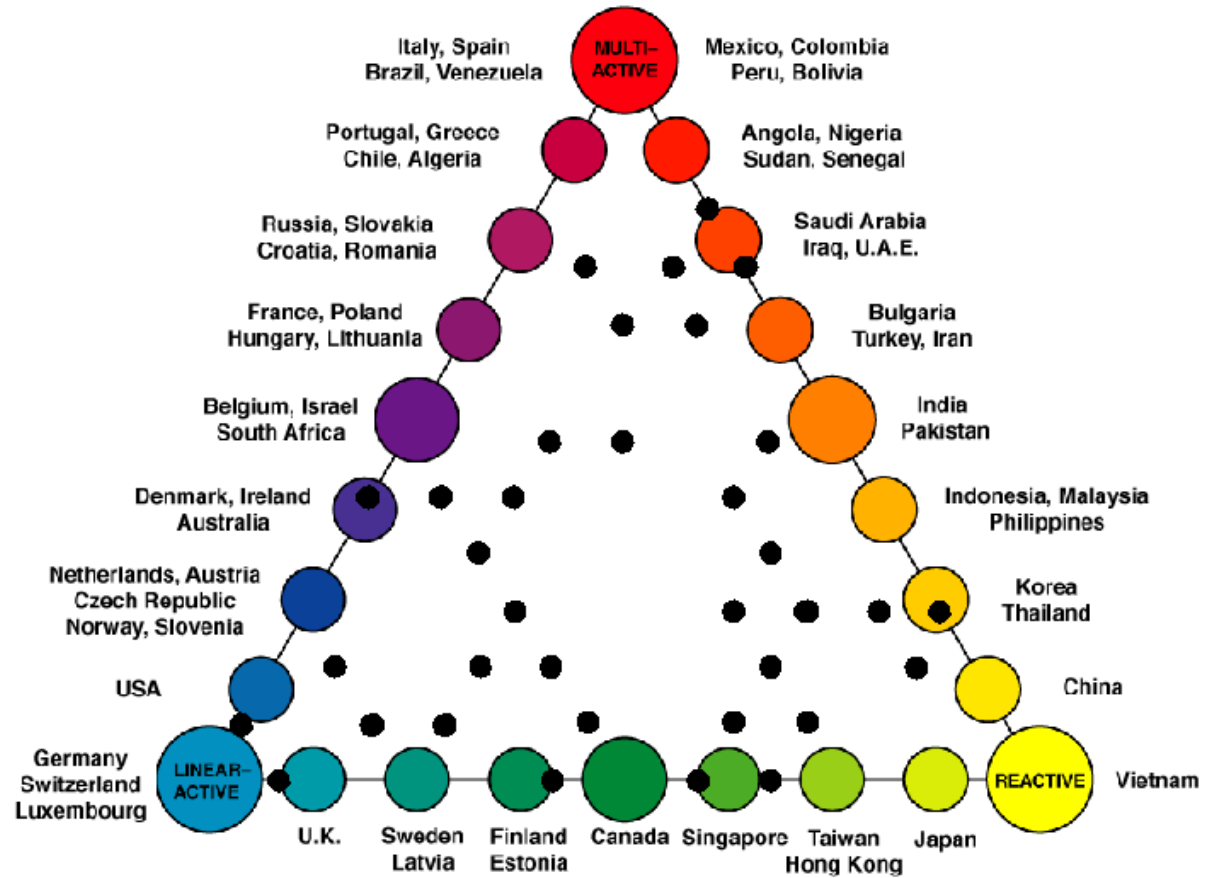 Italy, Spain
Brazil, Venezuela
MULTI-
ACTIVE
Mexico, Colombia
Peru, Bolivia
Portugal, Greece
Chile, Algeria
Angola, Nigeria
Sudan, Senegal
Russia, Slovakia
Croatia, Romania
Saudi Arabia
Iraq, U.A.E.
France, Poland
Hungary, Lithuania
Bulgaria
Turkey, Iran
Belgium, Israel
South Africa
India
Pakistan
Denmark, Ireland
Australia
Indonesia, Malaysia
Philippines
Netherlands, Austria
Czech Republic
Norway, Slovenia
Korea
Thailand
USA
China
Germany
Switzerland
Luxembourg
LINEAR-
ACTIVE
REACTIVE
Vietnam
U.K.
Sweden
Latvia
Finland
Estonia
Canada
Singapore
Taiwan
Hong Kong
Japan